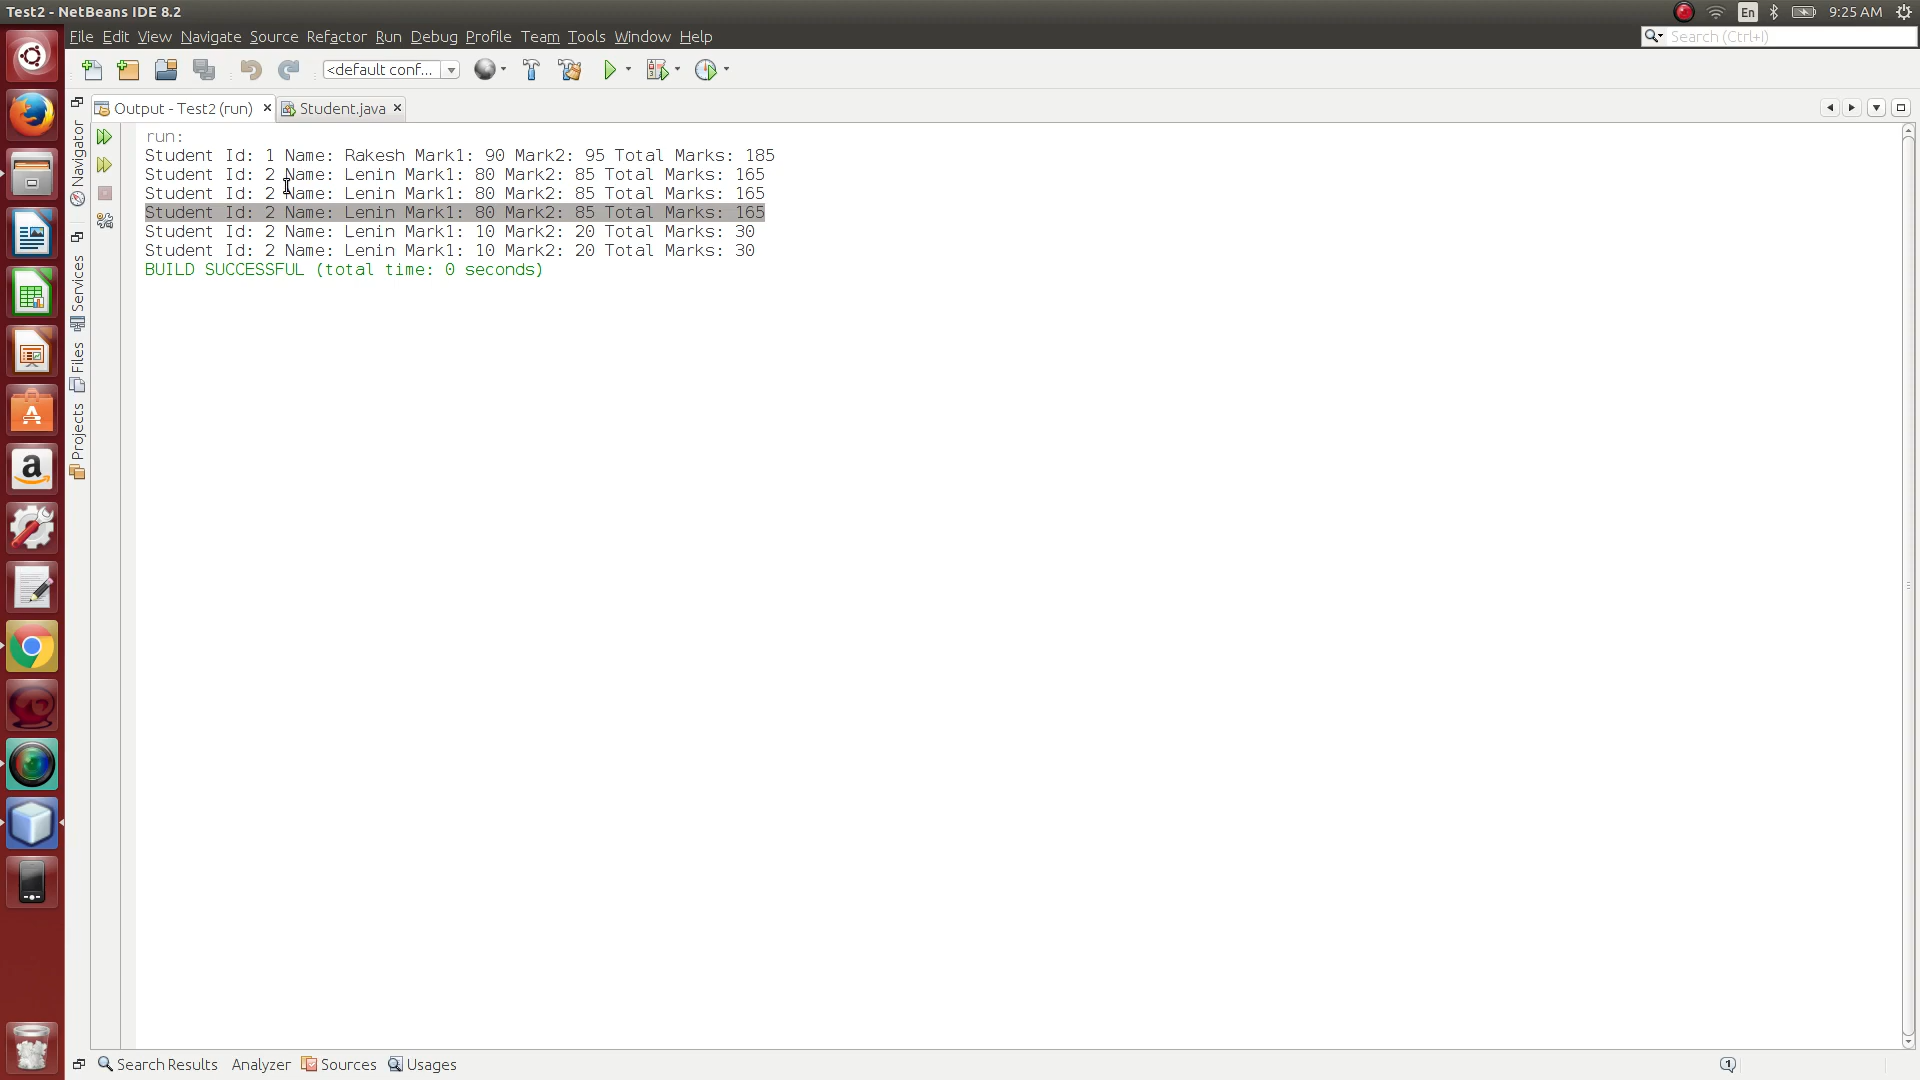 Test2 - NetBeans IDE 8.2
En
9:25 AM
File Edit View Navigate Source Refactor Run Debug Profile Team Tools Window Help
Search (Ctrl+I)
<default conf...
Output - Test2 (run)
Student.java
Navigator
Services
Files
Projects
run:
Student Id: 1 Name: Rakesh Mark1: 90 Mark2: 95 Total Marks: 185
Student Id: 2 Name: Lenin Mark1: 80 Mark2: 85 Total Marks: 165
Student Id: 2 Name: Lenin Mark1: 80 Mark2: 85 Total Marks: 165
Student Id: 2 Name: Lenin Mark1: 80 Mark2: 85 Total Marks: 165
Student Id: 2 Name: Lenin Mark1: 10 Mark2: 20 Total Marks: 30
Student Id: 2 Name: Lenin Mark1: 10 Mark2: 20 Total Marks: 30
BUILD SUCCESSFUL (total time: 0 seconds)
Search Results Analyzer Sources Usages
1